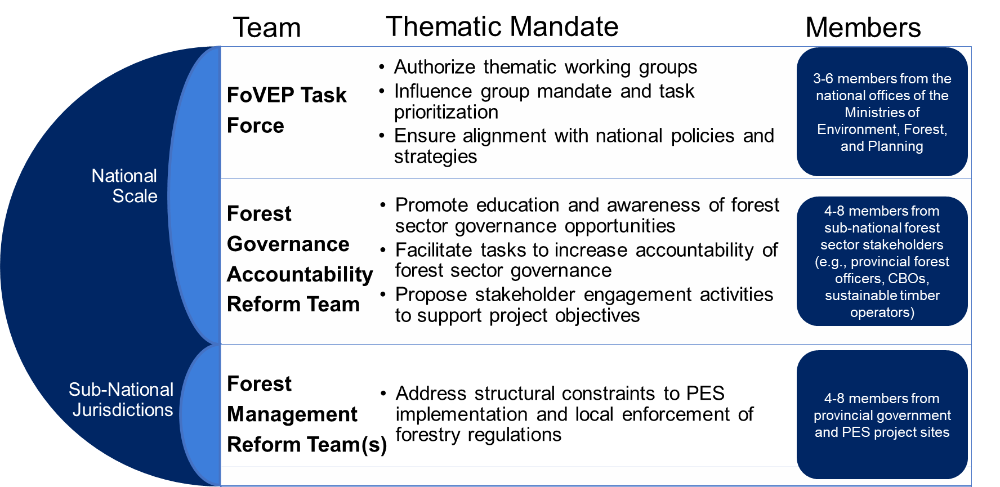 Team
Thematic Mandate
Members
National
Scale
FoVEP Task
Force
• Authorize thematic working groups
• Influence group mandate and task
prioritization
• Ensure alignment with national policies and
strategies
3-6 members from the
national offices of the
Ministries of
Environment, Forest,
and Planning
Forest
Governance
Accountability
Reform Team
• Promote education and awareness of forest
sector governance opportunities
• Facilitate tasks to increase accountability of
forest sector governance
• Propose stakeholder engagement activities
to support project objectives
4-8 members from
sub-national forest
sector stakeholders
(e.g., provincial forest
officers, CBOs,
sustainable timber
operators)
Sub-National
Jurisdictions
Forest
Management
Reform Team(s)
• Address structural constraints to PES
implementation and local enforcement of
forestry regulations
4-8 members from
provincial government
and PES project sites